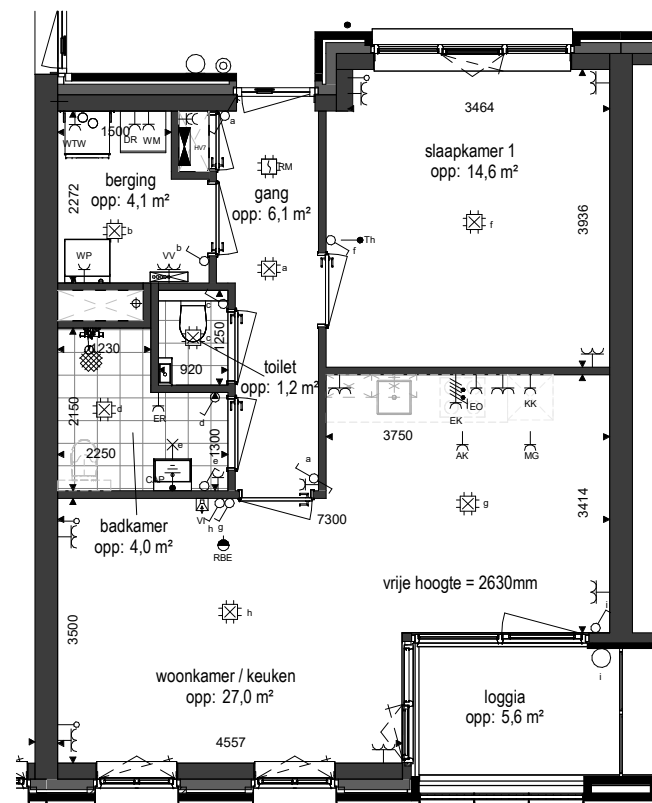 a
1500
WTW
DR
WM
HV7
berging
opp: 4,1 m²
2272
b
WP
VV
b
RM
gang
opp: 6,1 m²
a
3464
slaapkamer 1
opp: 14,6 m²
3936
f
Th
f
c
c
1250
920
toilet
opp: 1,2 m²
1230
2150
d
ER
d
2250
e
e
CAP
1300
a
badkamer
opp: 4,0 m²
VI
h
g
RBE
7300
EO
EK
KK
3750
AK
MG
g
3414
vrije hoogte = 2630mm
h
3500
woonkamer / keuken
opp: 27,0 m²
4557
i
i
loggia
opp: 5,6 m²